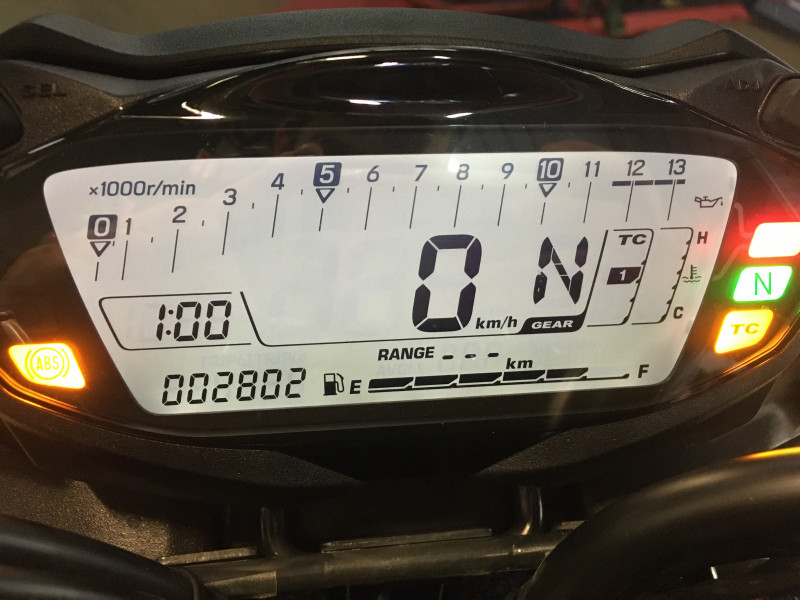 SEL
ADJ
×1000r/min
0 1 2 3 4 5 6 7 8 9 10 11 12 13
TC
1
H
C
0 km/h
N
GEAR
N
TC
1:00
ABS
RANGE --- km
002802
E
F